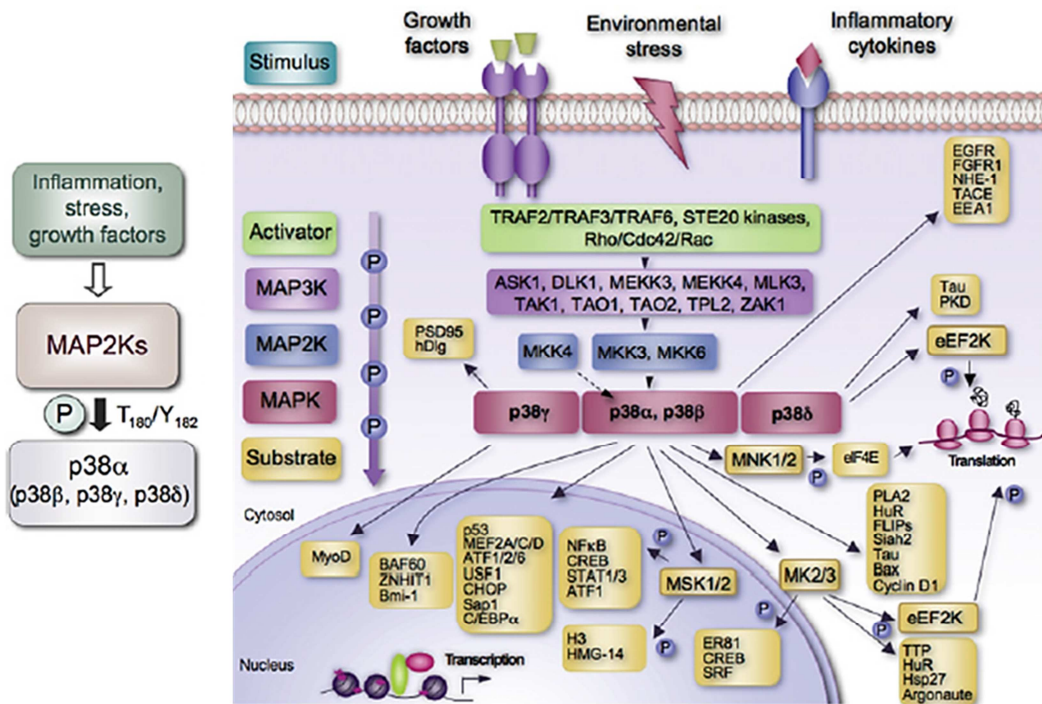 Inflammation,
stress,
growth factors
MAP2Ks
P
T180/Y182
p38α
(p38β, p38γ, p38δ)
Growth
factors
Environmental
stress
Inflammatory
cytokines
Stimulus
Activator
MAP3K
MAP2K
MAPK
Substrate
P
P
P
P
P
TRAF2/TRAF3/TRAF6, STE20 kinases,
Rho/Cdc42/Rac
ASK1, DLK1, MEKK3, MEKK4, MLK3,
TAK1, TAO1, TAO2, TPL2, ZAK1
MKK4
MKK3, MKK6
p38γ
p38α, p38β
p38δ
PSD95
hDlg
EGFR
FGFR1
NHE-1
TACE
EEA1
Tau
PKD
eEF2K
P
Translation
MNK1/2
P
eIF4E
P
Cytosol
MyoD
BAF60
ZNHIT1
Bmi-1
p53
MEF2A/C/D
ATF1/2/6
USF1
CHOP
Sap1
C/EBPα
NFκB
CREB
STAT1/3
ATF1
P
MSK1/2
P
H3
HMG-14
MK2/3
P
ER81
CREB
SRF
PLA2
HuR
FLIPs
Siah2
Tau
Bax
Cyclin D1
P
eEF2K
TTP
HuR
Hsp27
Argonaute
Nucleus
Transcription